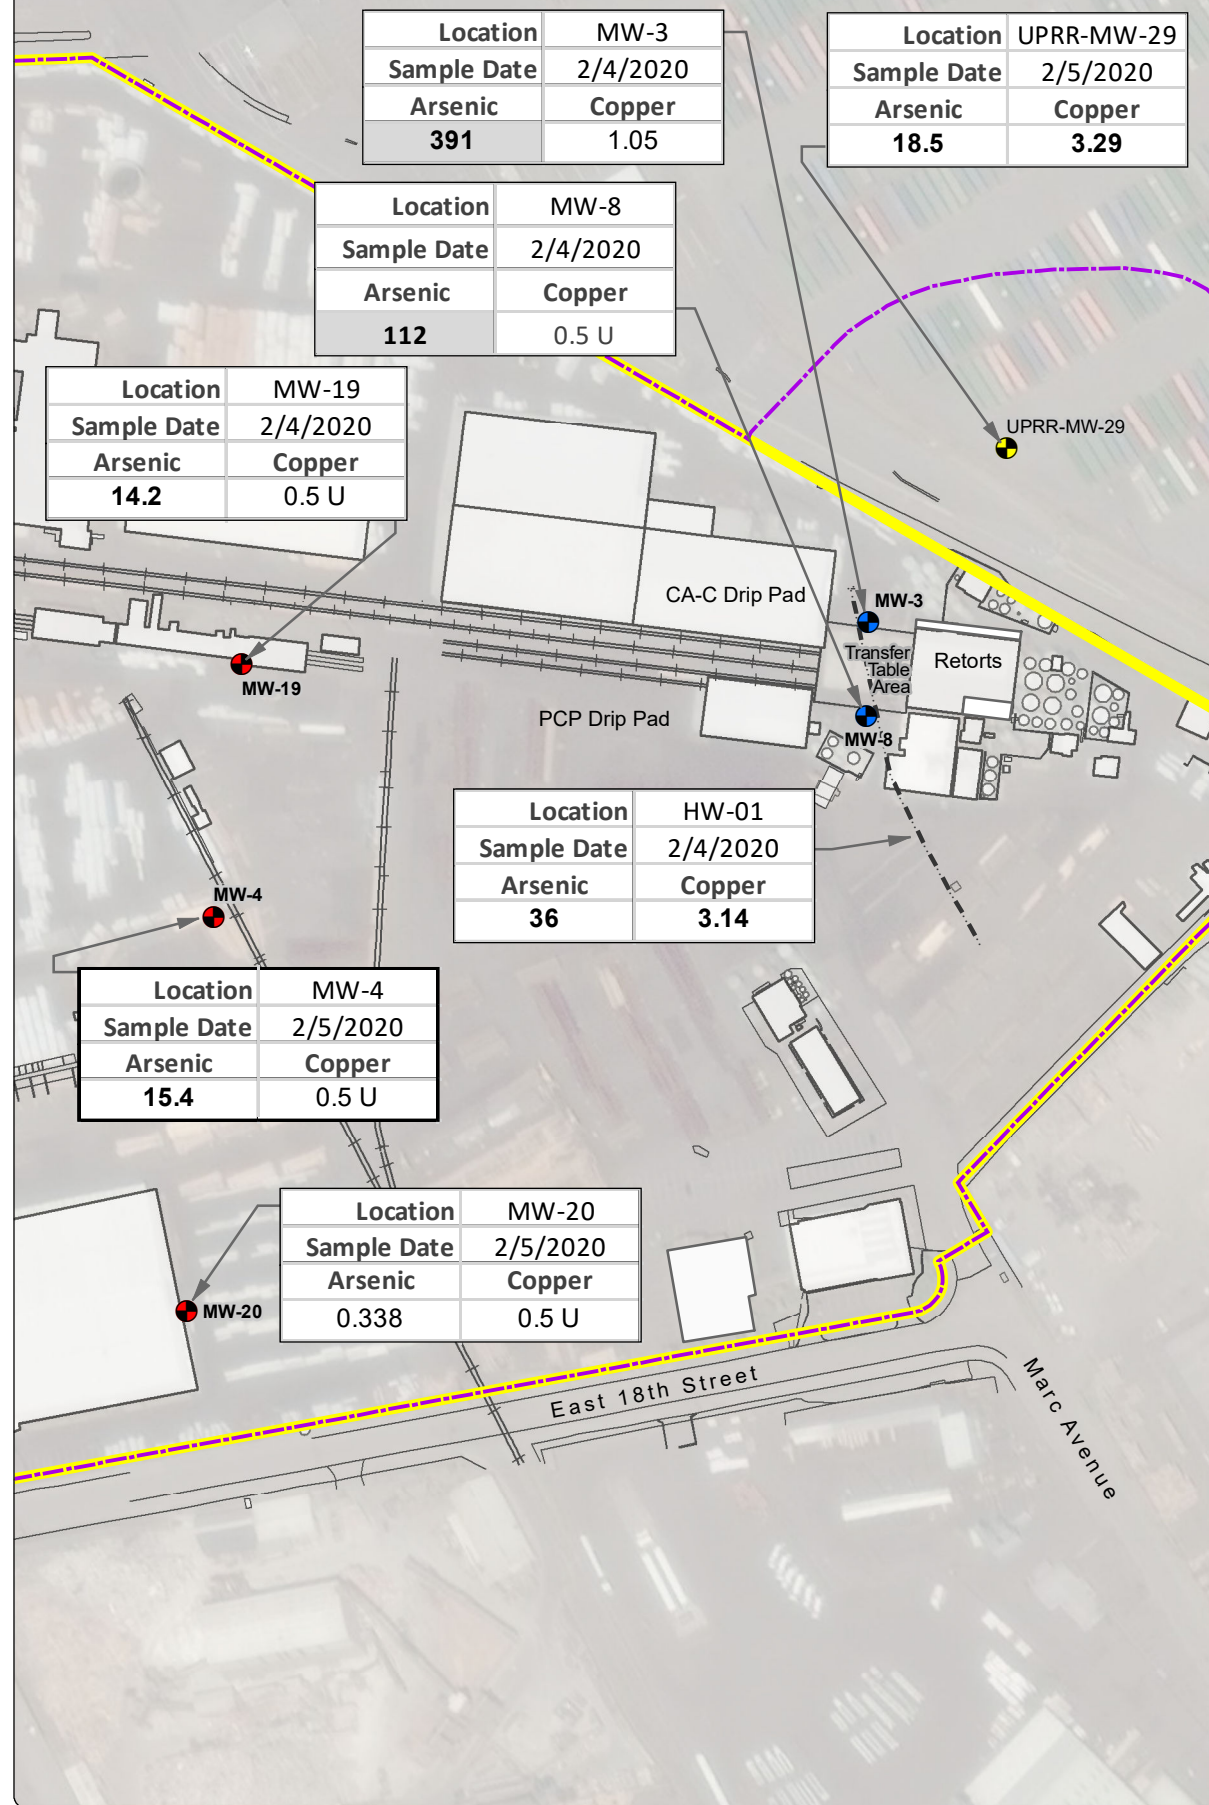 Location MW-3
Sample Date 2/4/2020
Arsenic Copper
391 1.05
Location UPRR-MW-29
Sample Date 2/5/2020
Arsenic Copper
18.5 3.29
Location MW-8
Sample Date 2/4/2020
Arsenic Copper
112 0.5 U
Location MW-19
Sample Date 2/4/2020
Arsenic Copper
14.2 0.5 U
UPRR-MW-29
CA-C Drip Pad
MW-3
Transfer
Table
Area
Retorts
MW-19
PCP Drip Pad
MW-8
Location HW-01
Sample Date 2/4/2020
Arsenic Copper
36 3.14
MW-4
Location MW-4
Sample Date 2/5/2020
Arsenic Copper
15.4 0.5 U
Location MW-20
Sample Date 2/5/2020
Arsenic Copper
0.338 0.5 U
MW-20
East 18th Street
Marc Avenue